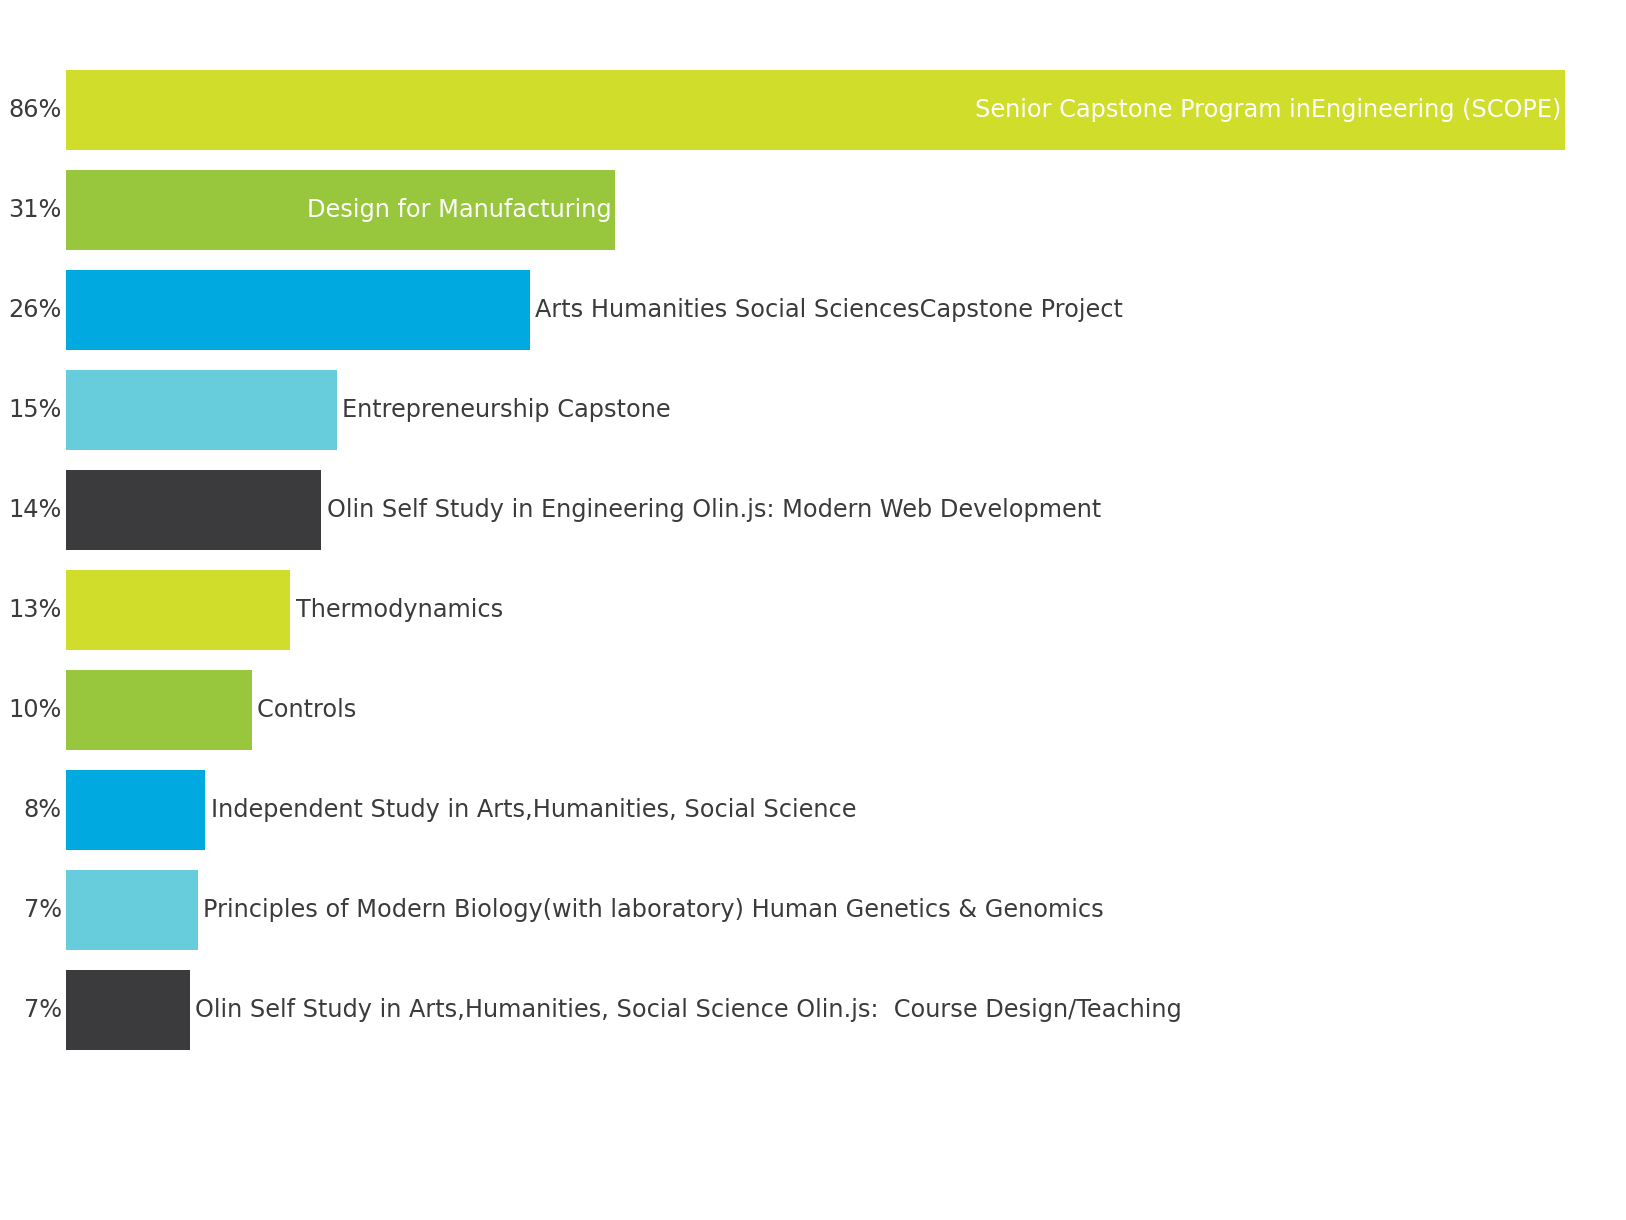 86% Senior Capstone Program inEngineering (SCOPE)
31% Design for Manufacturing
26% Arts Humanities Social SciencesCapstone Project
15% Entrepreneurship Capstone
14% Olin Self Study in Engineering Olin.js: Modern Web Development
13% Thermodynamics
10% Controls
8% Independent Study in Arts,Humanities, Social Science
7% Principles of Modern Biology(with laboratory) Human Genetics & Genomics
7% Olin Self Study in Arts,Humanities, Social Science Olin.js:  Course Design/Teaching